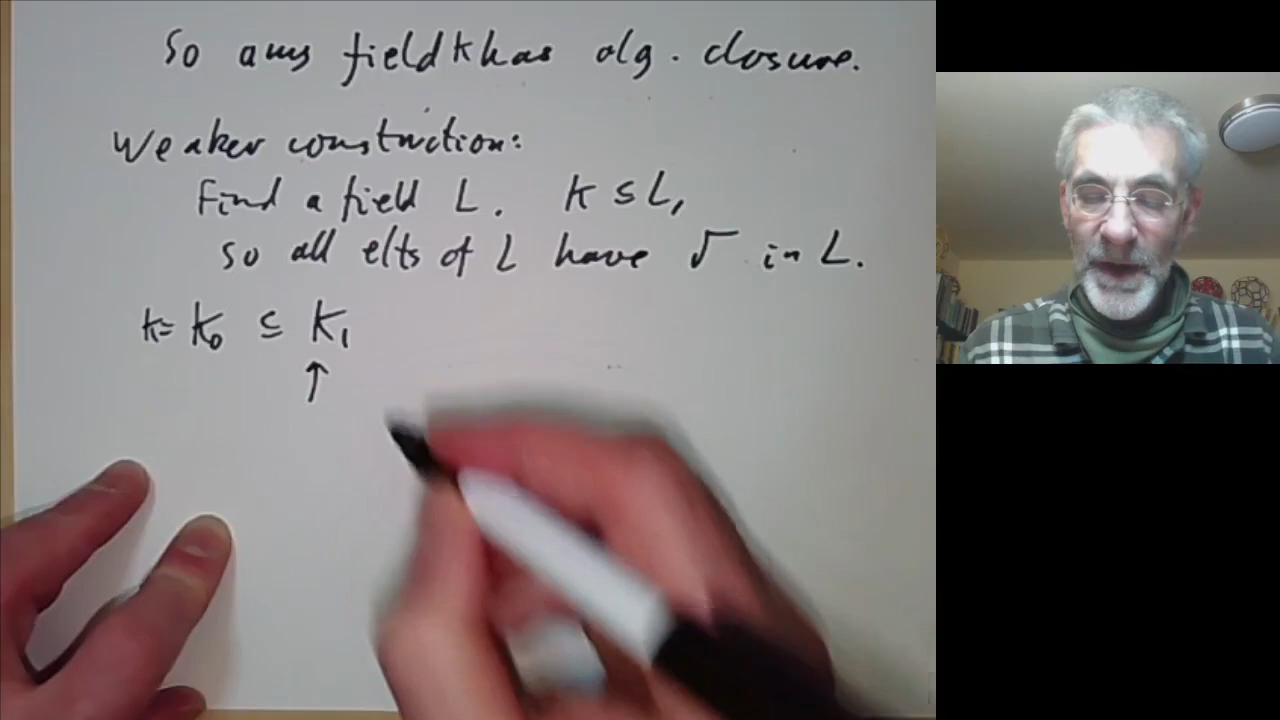 So any field K has alg. closure.
Weaker construction:
Find a field L. K ≤ L,
so all elts of L have √ in L.
K = K₀ ⊆ K₁
↑